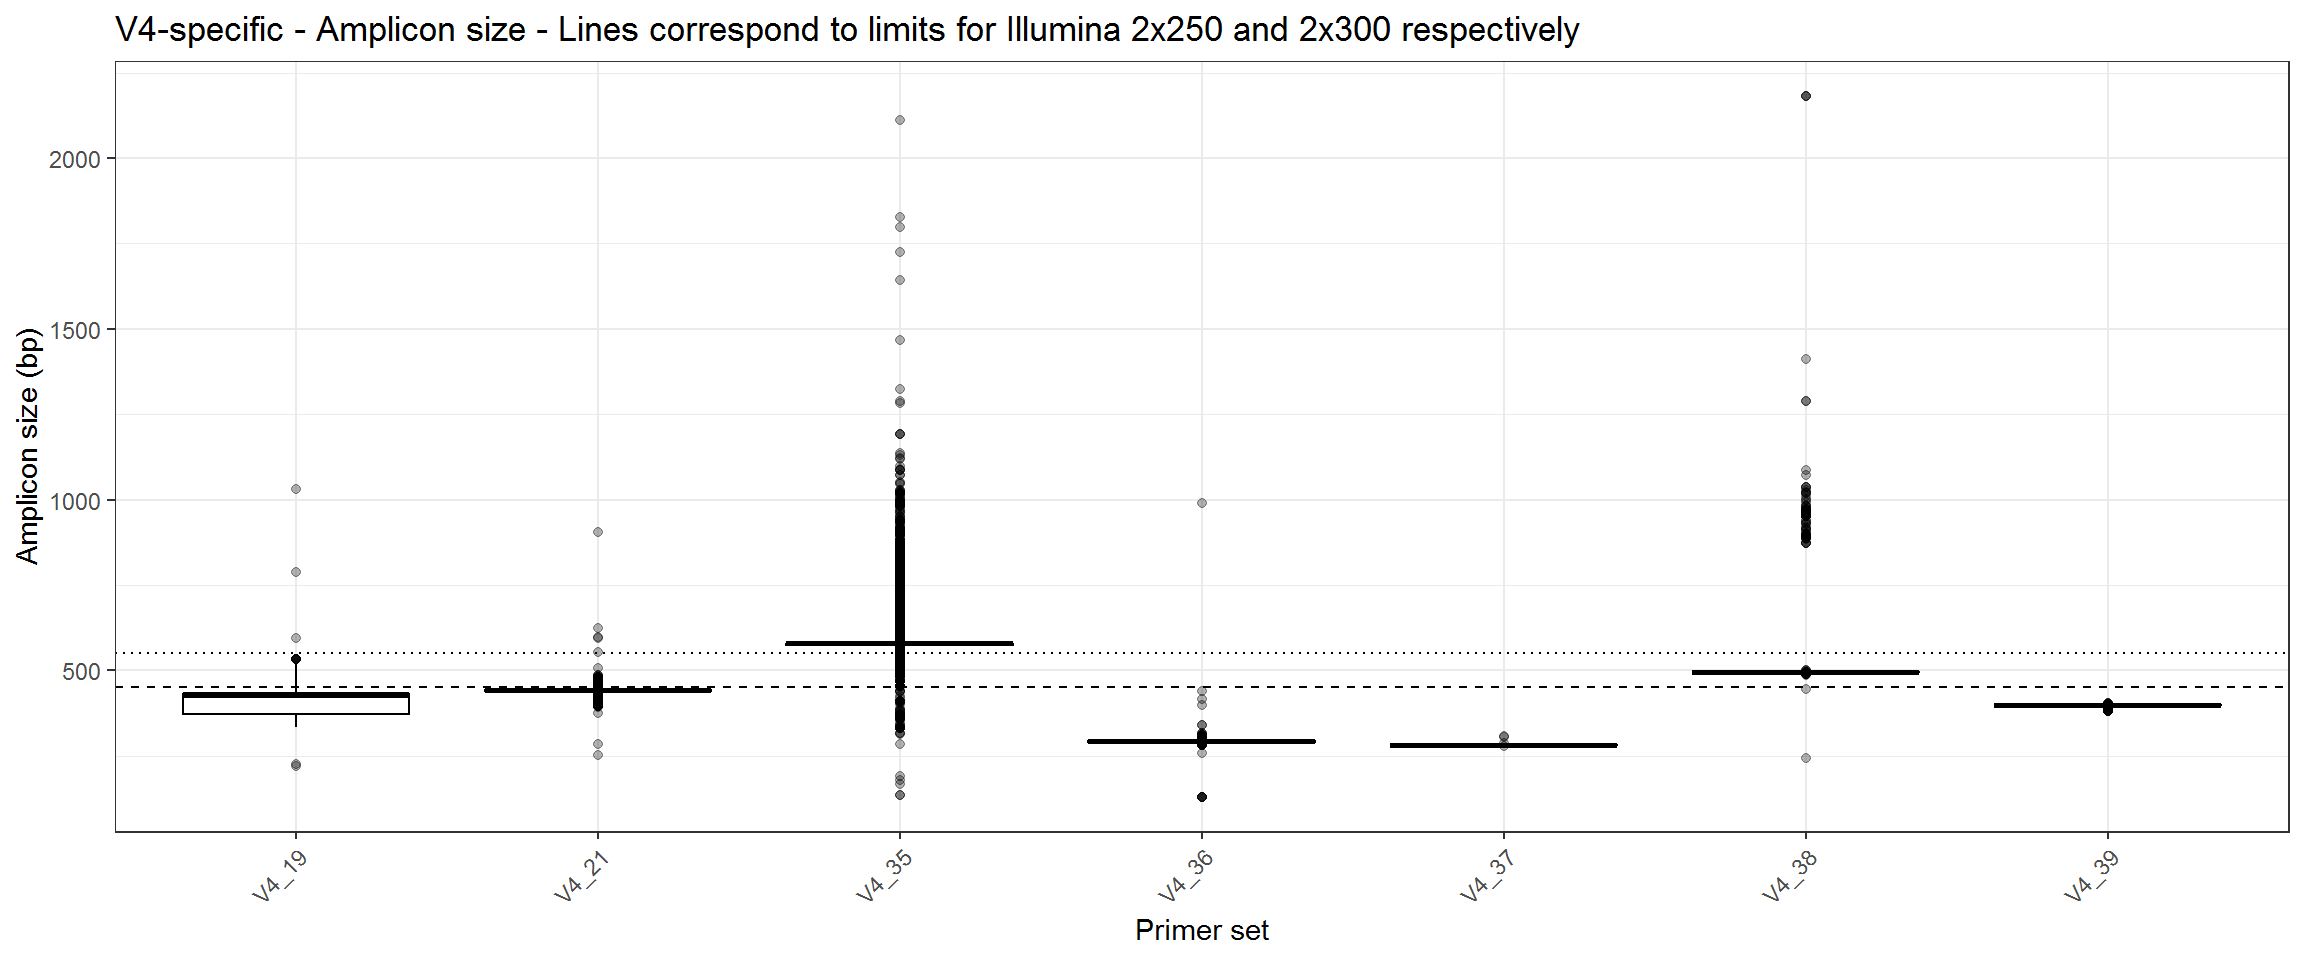 V4-specific - Amplicon size - Lines correspond to limits for Illumina 2x250 and 2x300 respectively
Amplicon size (bp)
2000
1500
1000
500
V4_19
V4_21
V4_35
V4_36
V4_37
V4_38
V4_39
Primer set